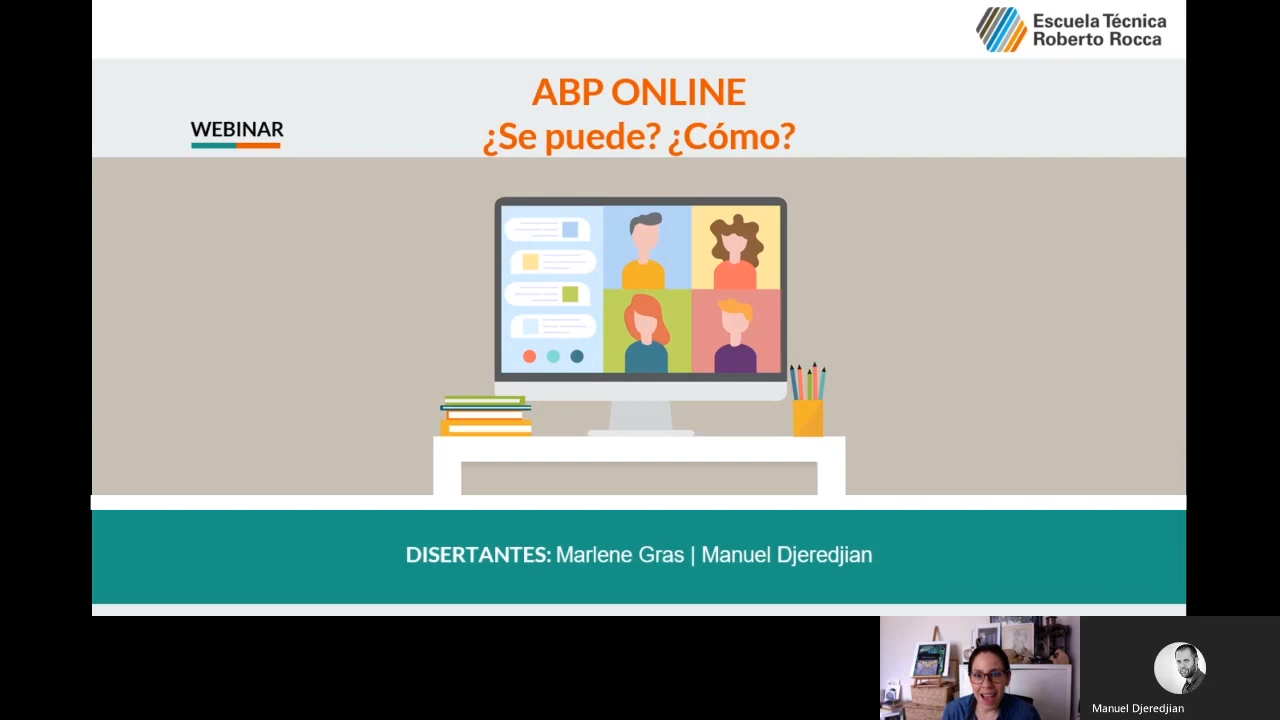 Escuela Técnica
Roberto Rocca
ABP ONLINE
WEBINAR
¿Se puede? ¿Cómo?
DISERTANTES: Marlene Gras | Manuel Djeredjian
Manuel Djeredjian